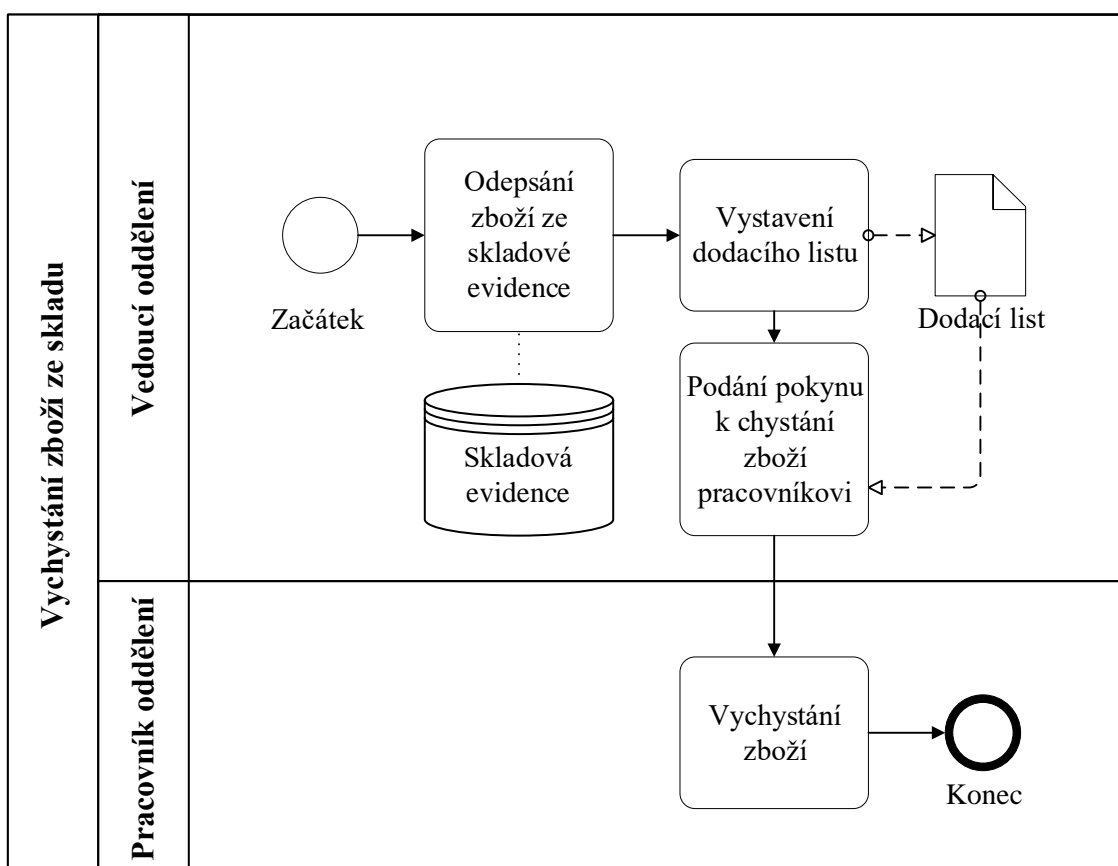 Vychystání zboží ze skladu
Vedoucí oddělení
Začátek
Odepsání
zboží ze
skladové
evidence
Skladová
evidence
Vystavení
dodacího listu
Dodací list
Podání pokynu
k chystání
zboží
pracovníkovi
Pracovník oddělení
Vychystání
zboží
Konec